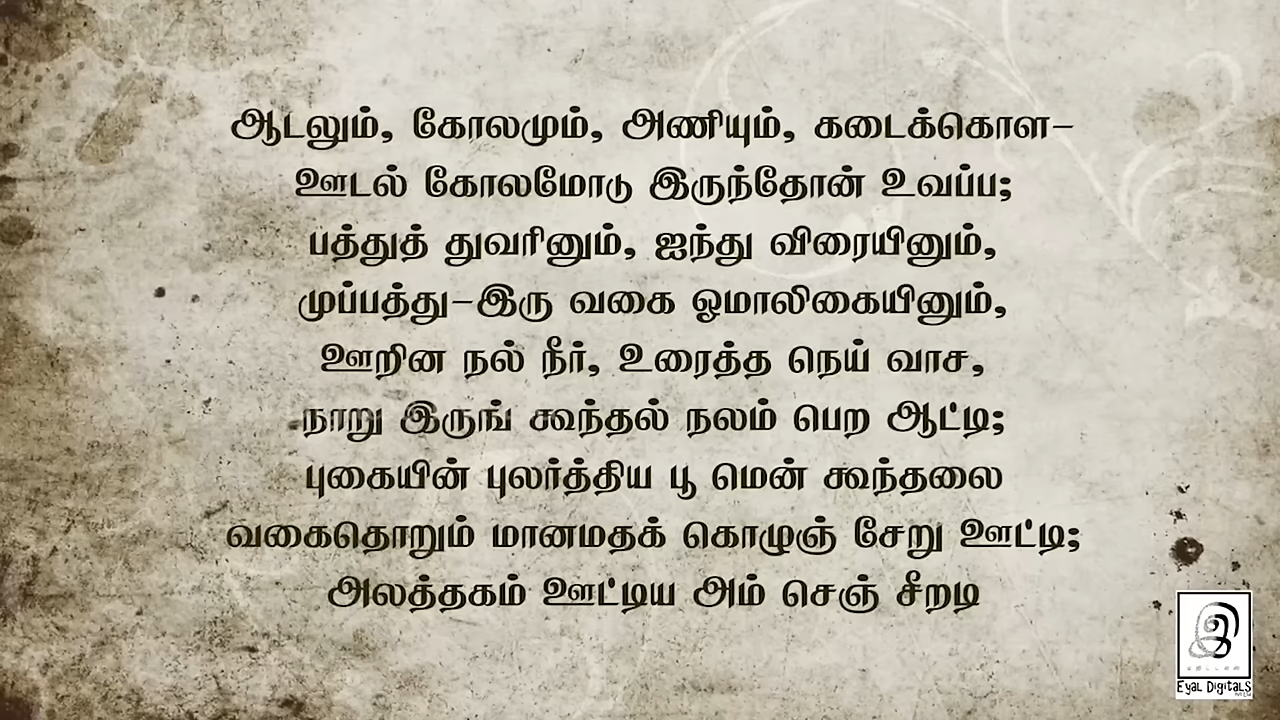 ஆடலும், கோலமும், அணியும், கடைக்கொள-
ஊடல் கோலமோடு இருந்தோன் உவப்ப;
பத்துத் துவரினும், ஐந்து விரையினும்,
முப்பத்து-இரு வகை ஓமாலிகையினும்,
ஊறின நல் நீர், உரைத்த நெய் வாச,
நாறு இருங் கூந்தல் நலம் பெற ஆட்டி;
புகையின் புலர்த்திய பூ மென் கூந்தலை
வகைதொறும் மானமதக் கொழுஞ் சேறு ஊட்டி;
அலத்தகம் ஊட்டிய அம் செஞ் சீறடி
Eyal Digitals